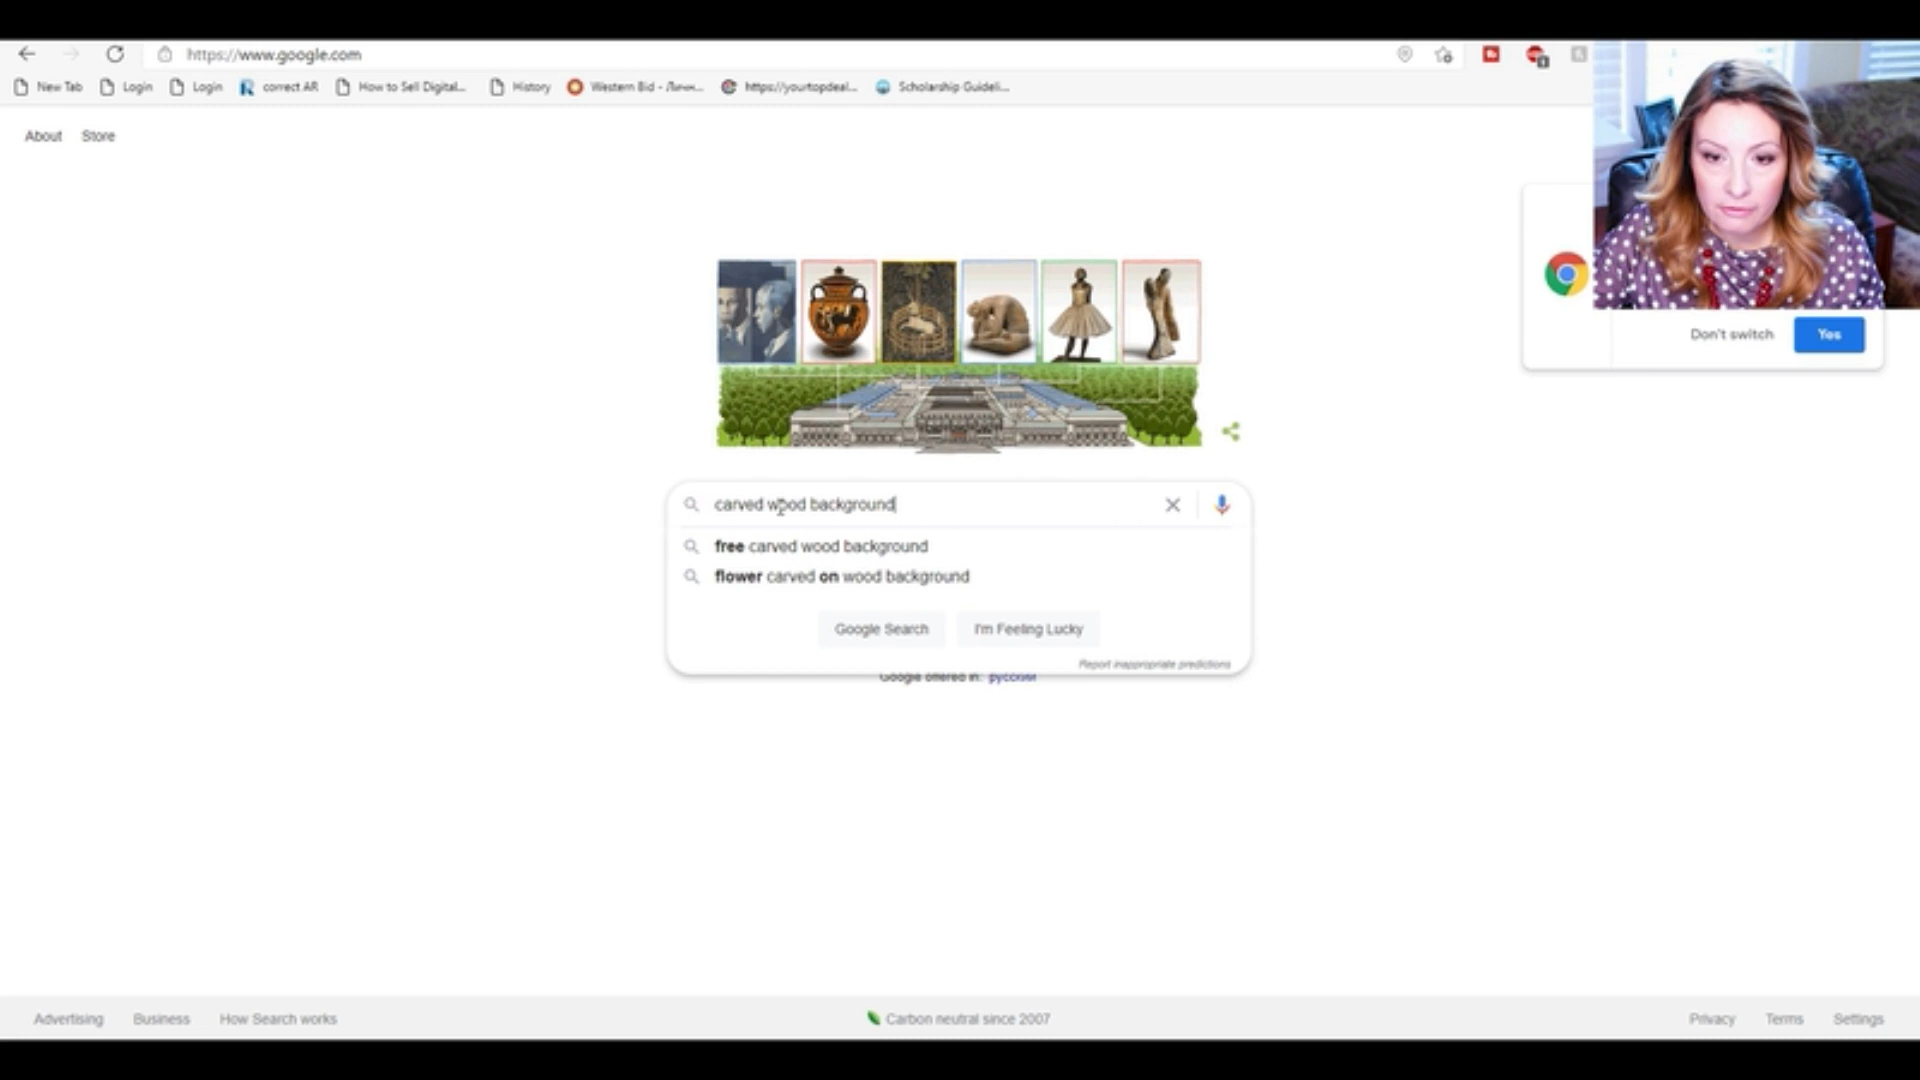 https://www.google.com
New Tab Login Login correct AR How to Sell Digital... History Western Bid - Личн... https://yourtopdeal... Scholarship Guideli...
About Store
Don't switch Yes
carved wood background
free carved wood background
flower carved on wood background
Google Search I'm Feeling Lucky
Report inappropriate predictions
Google offered in: русский
Advertising Business How Search works Carbon neutral since 2007 Privacy Terms Settings